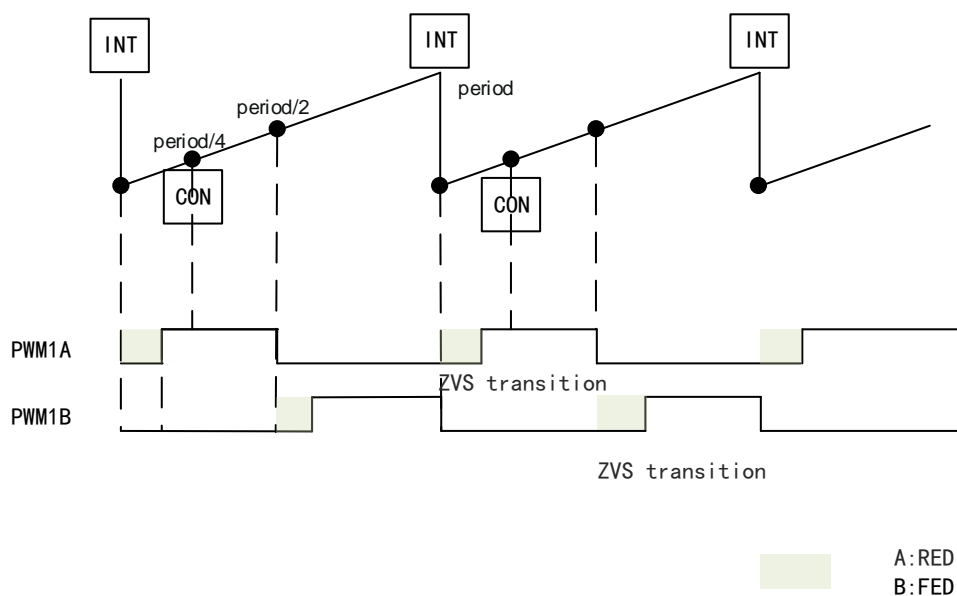 INT
INT
INT
period
period/2
period/4
CON
CON
PWM1A
ZVS transition
PWM1B
ZVS transition
A:RED
B:FED